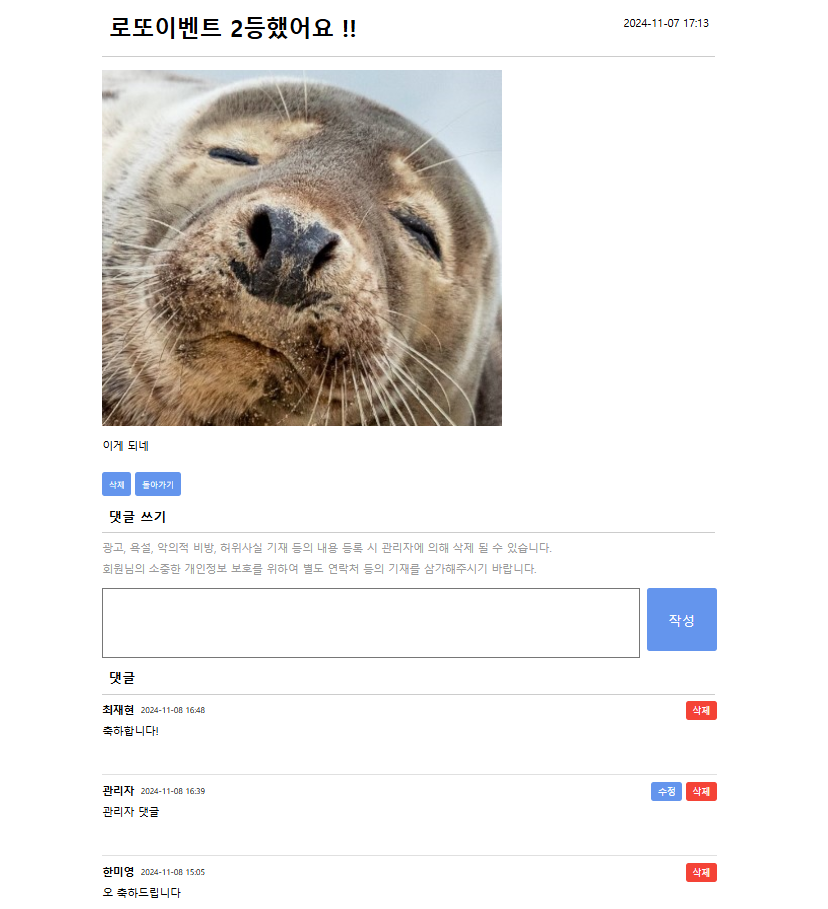 로또이벤트 2등했어요 !!
2024-11-07 17:13
이게 되네
삭제 돌아가기
댓글 쓰기
광고, 욕설, 악의적 비방, 허위사실 기재 등의 내용 등록 시 관리자에 의해 삭제 될 수 있습니다.
회원님의 소중한 개인정보 보호를 위하여 별도 연락처 등의 기재를 삼가해주시기 바랍니다.
작성
댓글
최재현 2024-11-08 16:48 삭제
축하합니다!
관리자 2024-11-08 16:39 수정 삭제
관리자 댓글
한미영 2024-11-08 15:05 삭제
오 축하드립니다